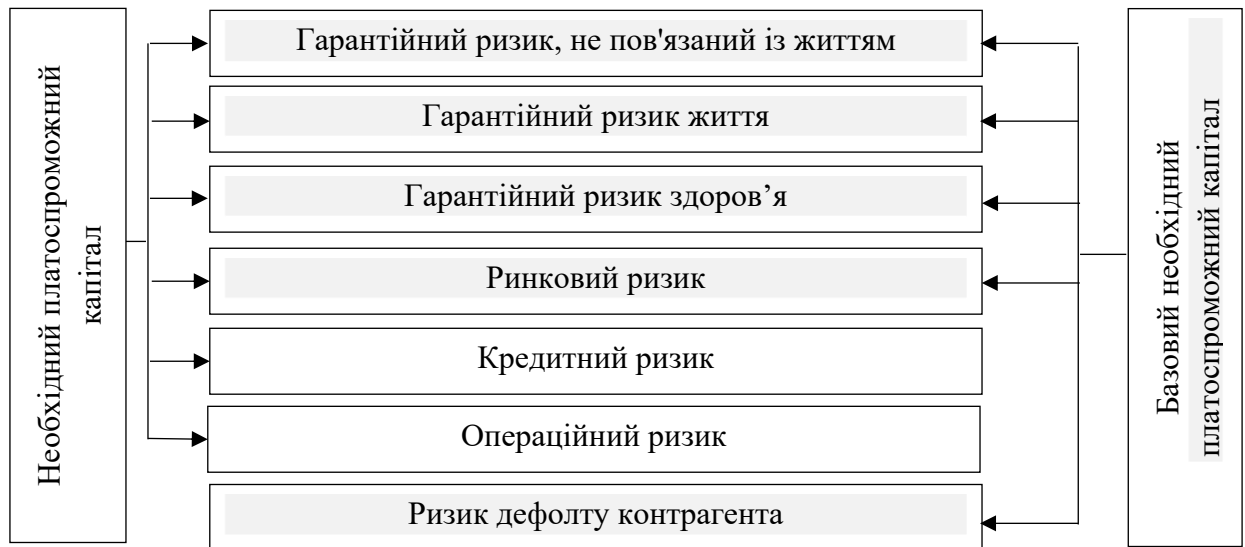 Необхідний платоспроможний
капітал
Гарантійний ризик, не пов'язаний із життям
Гарантійний ризик життя
Гарантійний ризик здоров’я
Ринковий ризик
Кредитний ризик
Операційний ризик
Ризик дефолту контрагента
Базовий необхідний
платоспроможний капітал